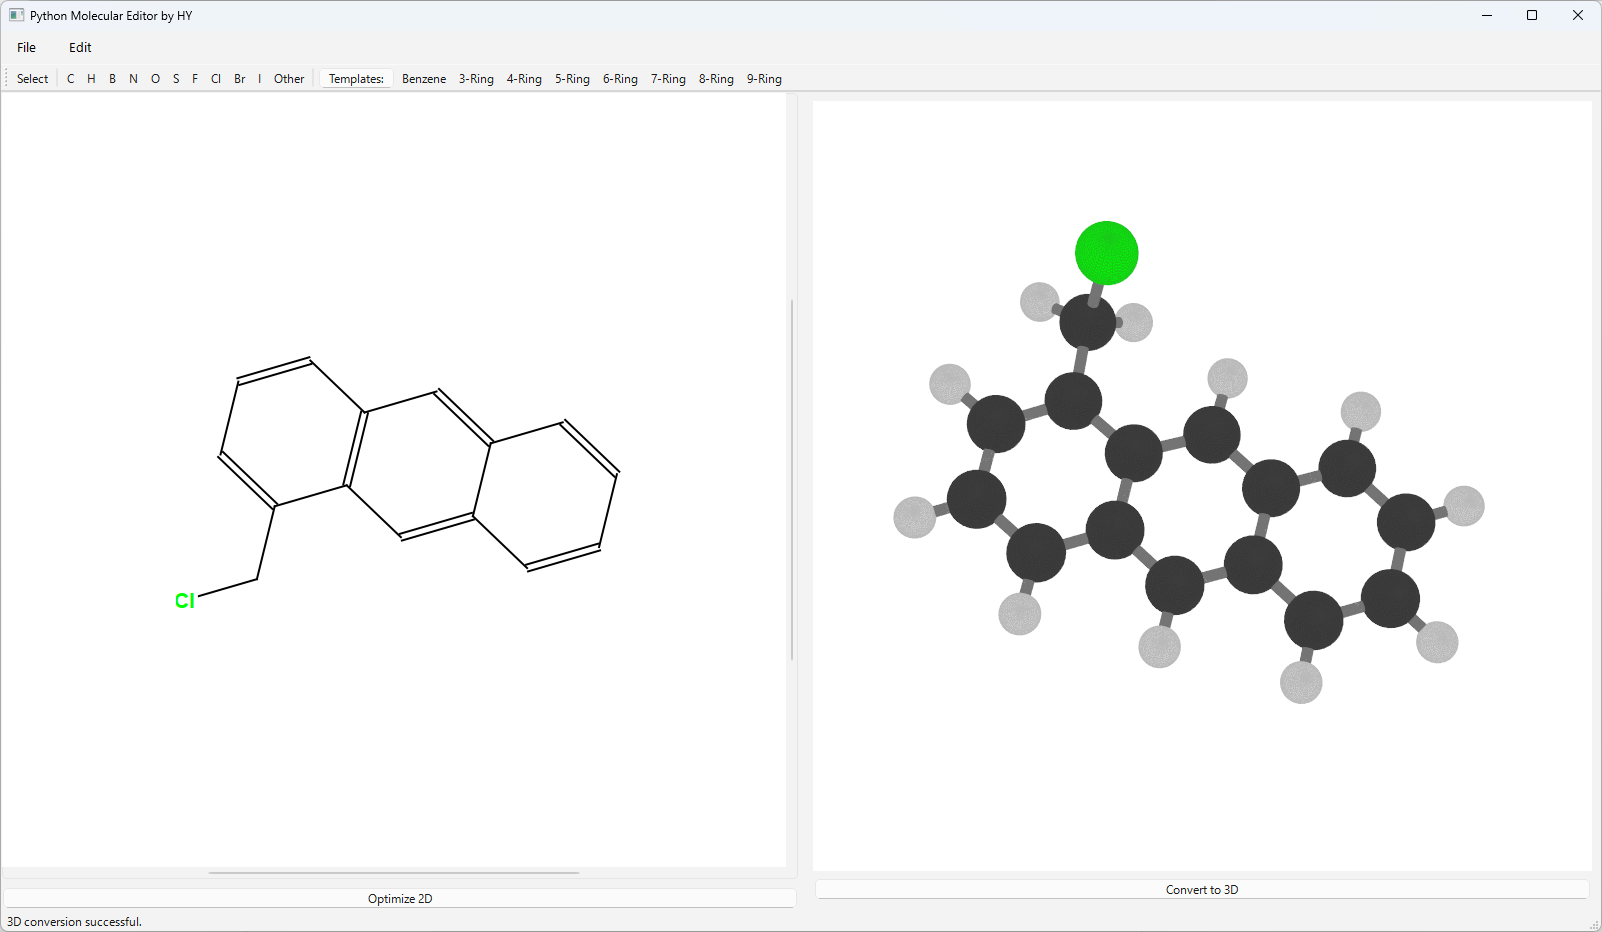 Python Molecular Editor by HY
File Edit
Select C H B N O S F Cl Br I Other Templates: Benzene 3-Ring 4-Ring 5-Ring 6-Ring 7-Ring 8-Ring 9-Ring
Cl
Optimize 2D
Convert to 3D
3D conversion successful.